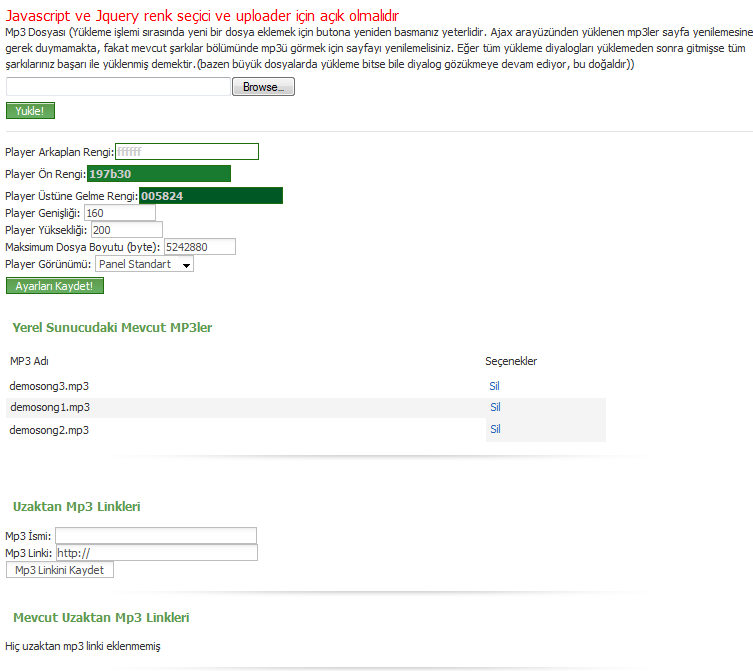 Javascript ve Jquery renk seçici ve uploader için açık olmalıdır
Mp3 Dosyası (Yükleme işlemi sırasında yeni bir dosya eklemek için butona yeniden basmanız yeterlidir. Ajax arayüzünden yüklenen mp3ler sayfa yenilemesine
gerek duymamakta, fakat mevcut şarkılar bölümünde mp3ü görmek için sayfayı yenilemelisiniz. Eğer tüm yükleme diyalogları yüklemeden sonra gitmişse tüm
şarkılarınız başarı ile yüklenmiş demektir.(bazen büyük dosyalarda yükleme bitse bile diyalog gözükmeye devam ediyor, bu doğaldır))
Browse...
Yukle!
Player Arkaplan Rengi: ffffff
Player Ön Rengi: 197b30
Player Üstüne Gelme Rengi: 005824
Player Genişliği: 160
Player Yüksekliği: 200
Maksimum Dosya Boyutu (byte): 5242880
Player Görünümü: Panel Standart
Ayarları Kaydet!
Yerel Sunucudaki Mevcut MP3ler
MP3 Adı Seçenekler
demosong3.mp3 Sil
demosong1.mp3 Sil
demosong2.mp3 Sil
Uzaktan Mp3 Linkleri
Mp3 İsmi:
Mp3 Linki: http://
Mp3 Linkini Kaydet
Mevcut Uzaktan Mp3 Linkleri
Hiç uzaktan mp3 linki eklenmemiş